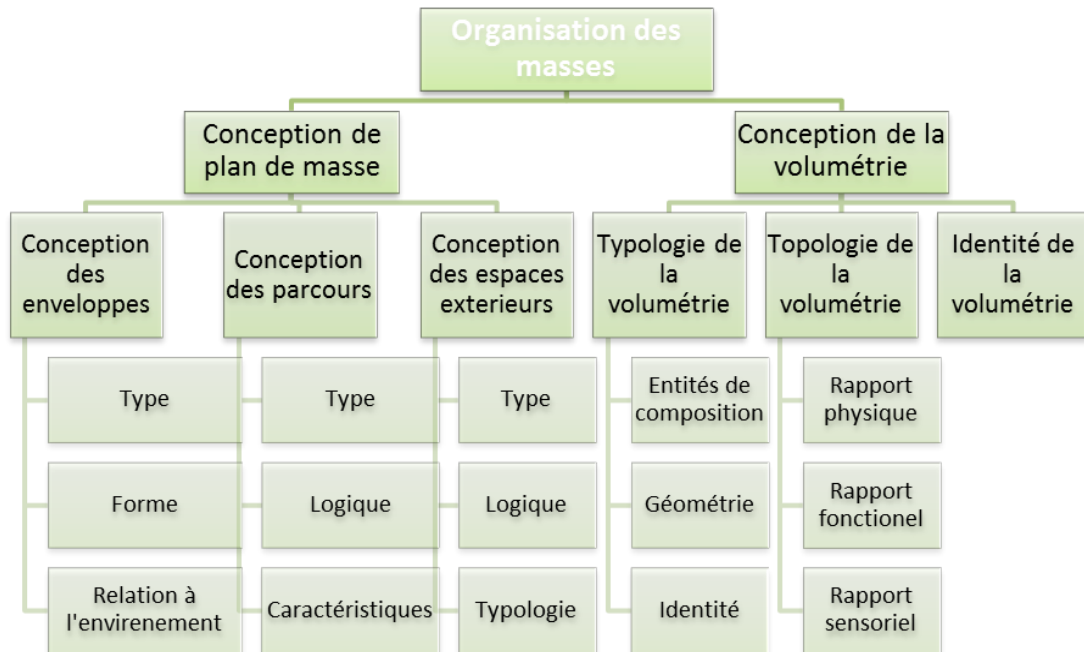 Organisation des
masses
Conception de
plan de masse
Conception de la
volumétrie
Conception
des
enveloppes
Conception
des parcours
Conception
des espaces
exterieurs
Typologie de
la
volumétrie
Topologie de
la
volumétrie
Identité de
la
volumétrie
Type
Type
Type
Entités de
composition
Rapport
physique
Forme
Logique
Logique
Géométrie
Rapport
fonctionel
Relation à
l'envirenement
Caractéristiques
Typologie
Identité
Rapport
sensoriel